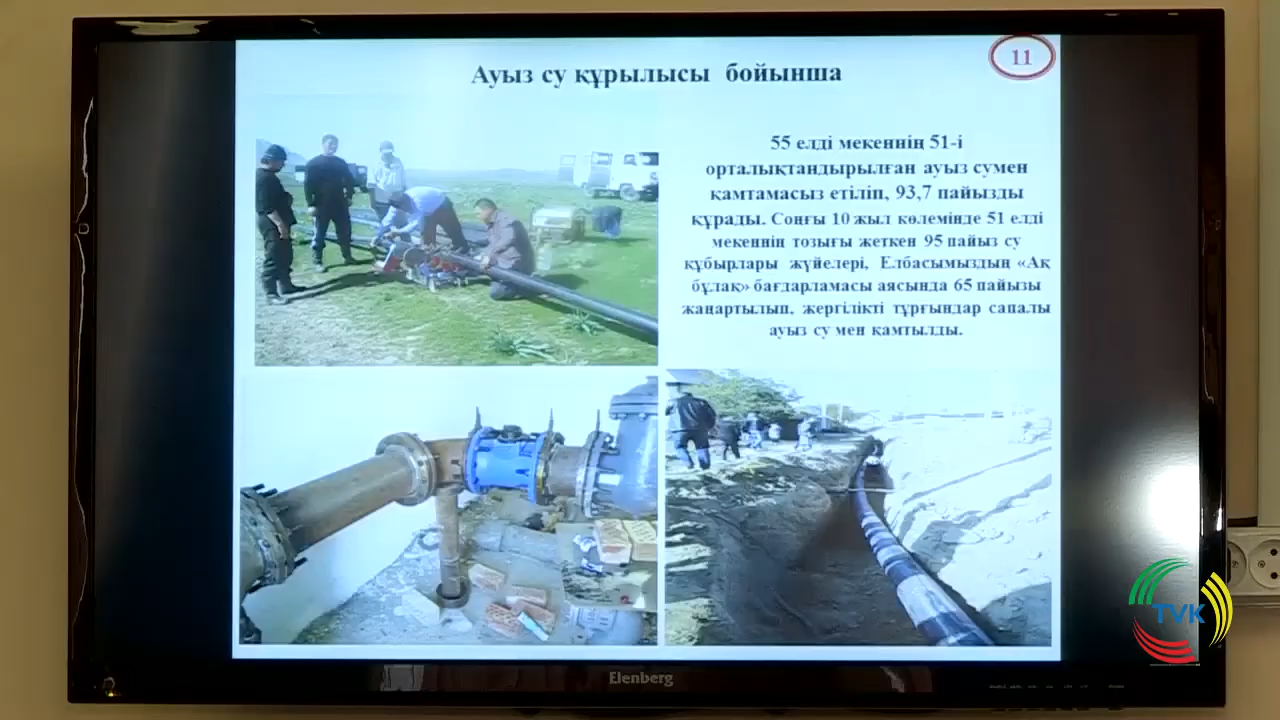 11
Ауыз су құрылысы бойынша
55 елді мекеннің 51-і
орталықтандырылған ауыз сумен
қамтамасыз етіліп, 93,7 пайызды
құрады. Соңғы 10 жыл көлемінде 51 елді
мекеннің тозығы жеткен 95 пайыз су
құбырлары жүйелері, Елбасымыздың «Ақ
бұлақ» бағдарламасы аясында 65 пайызы
жаңартылып, жергілікті тұрғындар сапалы
ауыз су мен қамтылды.
TVK
Elenberg